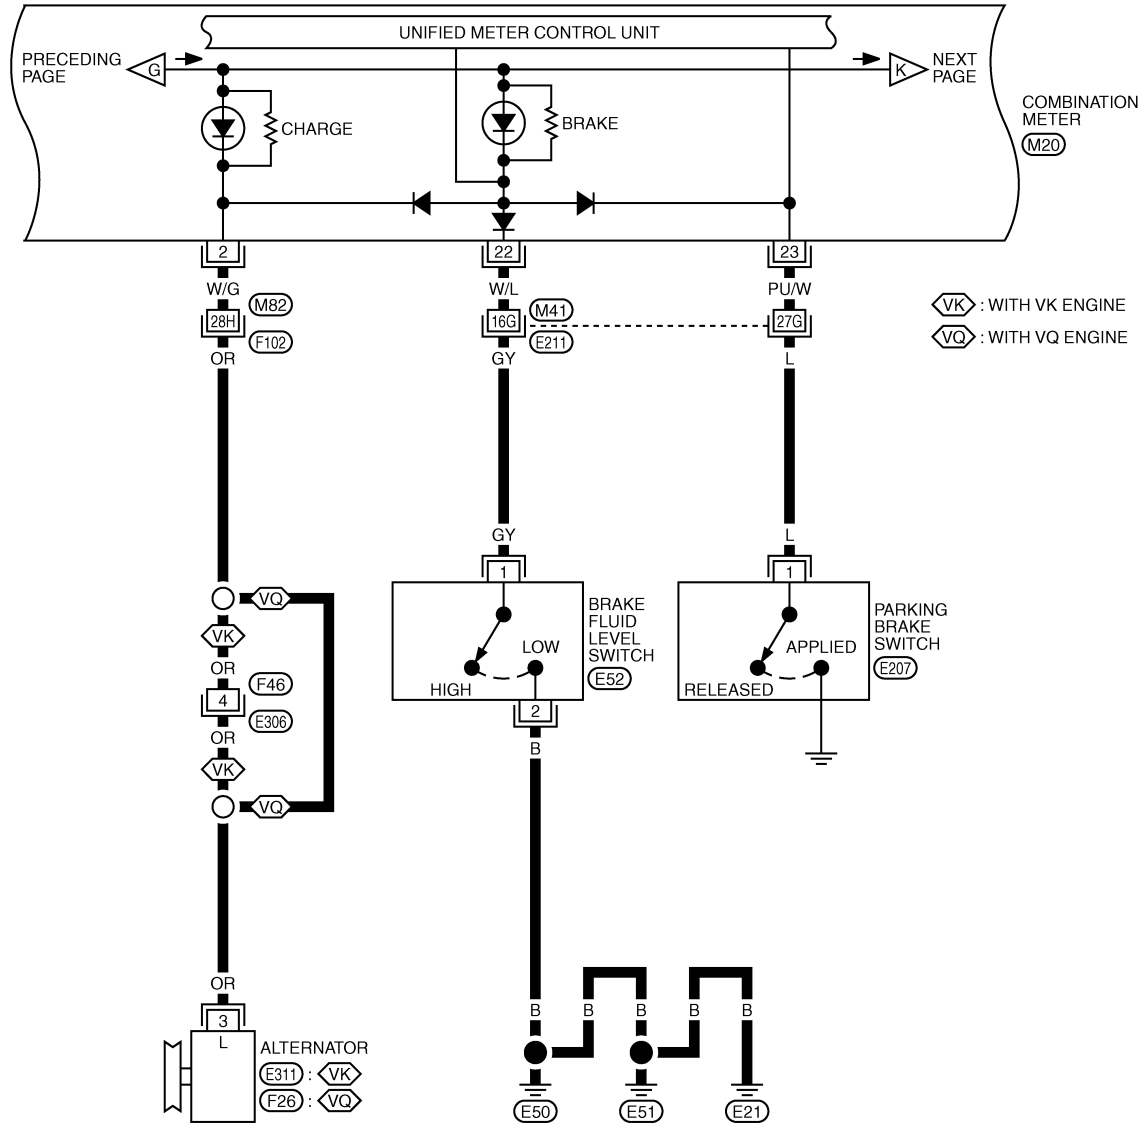 UNIFIED METER CONTROL UNIT
PRECEDING
PAGE
G
K
NEXT
PAGE
CHARGE
BRAKE
COMBINATION
METER
M20
2
22
23
W/G
W/L
PU/W
M82
28H
F102
M41
16G
E211
27G
VK : WITH VK ENGINE
VQ : WITH VQ ENGINE
OR
GY
L
GY
L
1
1
VQ
VK
OR
F46
4
E306
OR
VK
VQ
BRAKE
FLUID
LEVEL
SWITCH
E52
LOW
HIGH
2
B
PARKING
BRAKE
SWITCH
E207
APPLIED
RELEASED
OR
3
L
ALTERNATOR
E311 : VK
F26 : VQ
B
B
B
B
B
E50
E51
E21